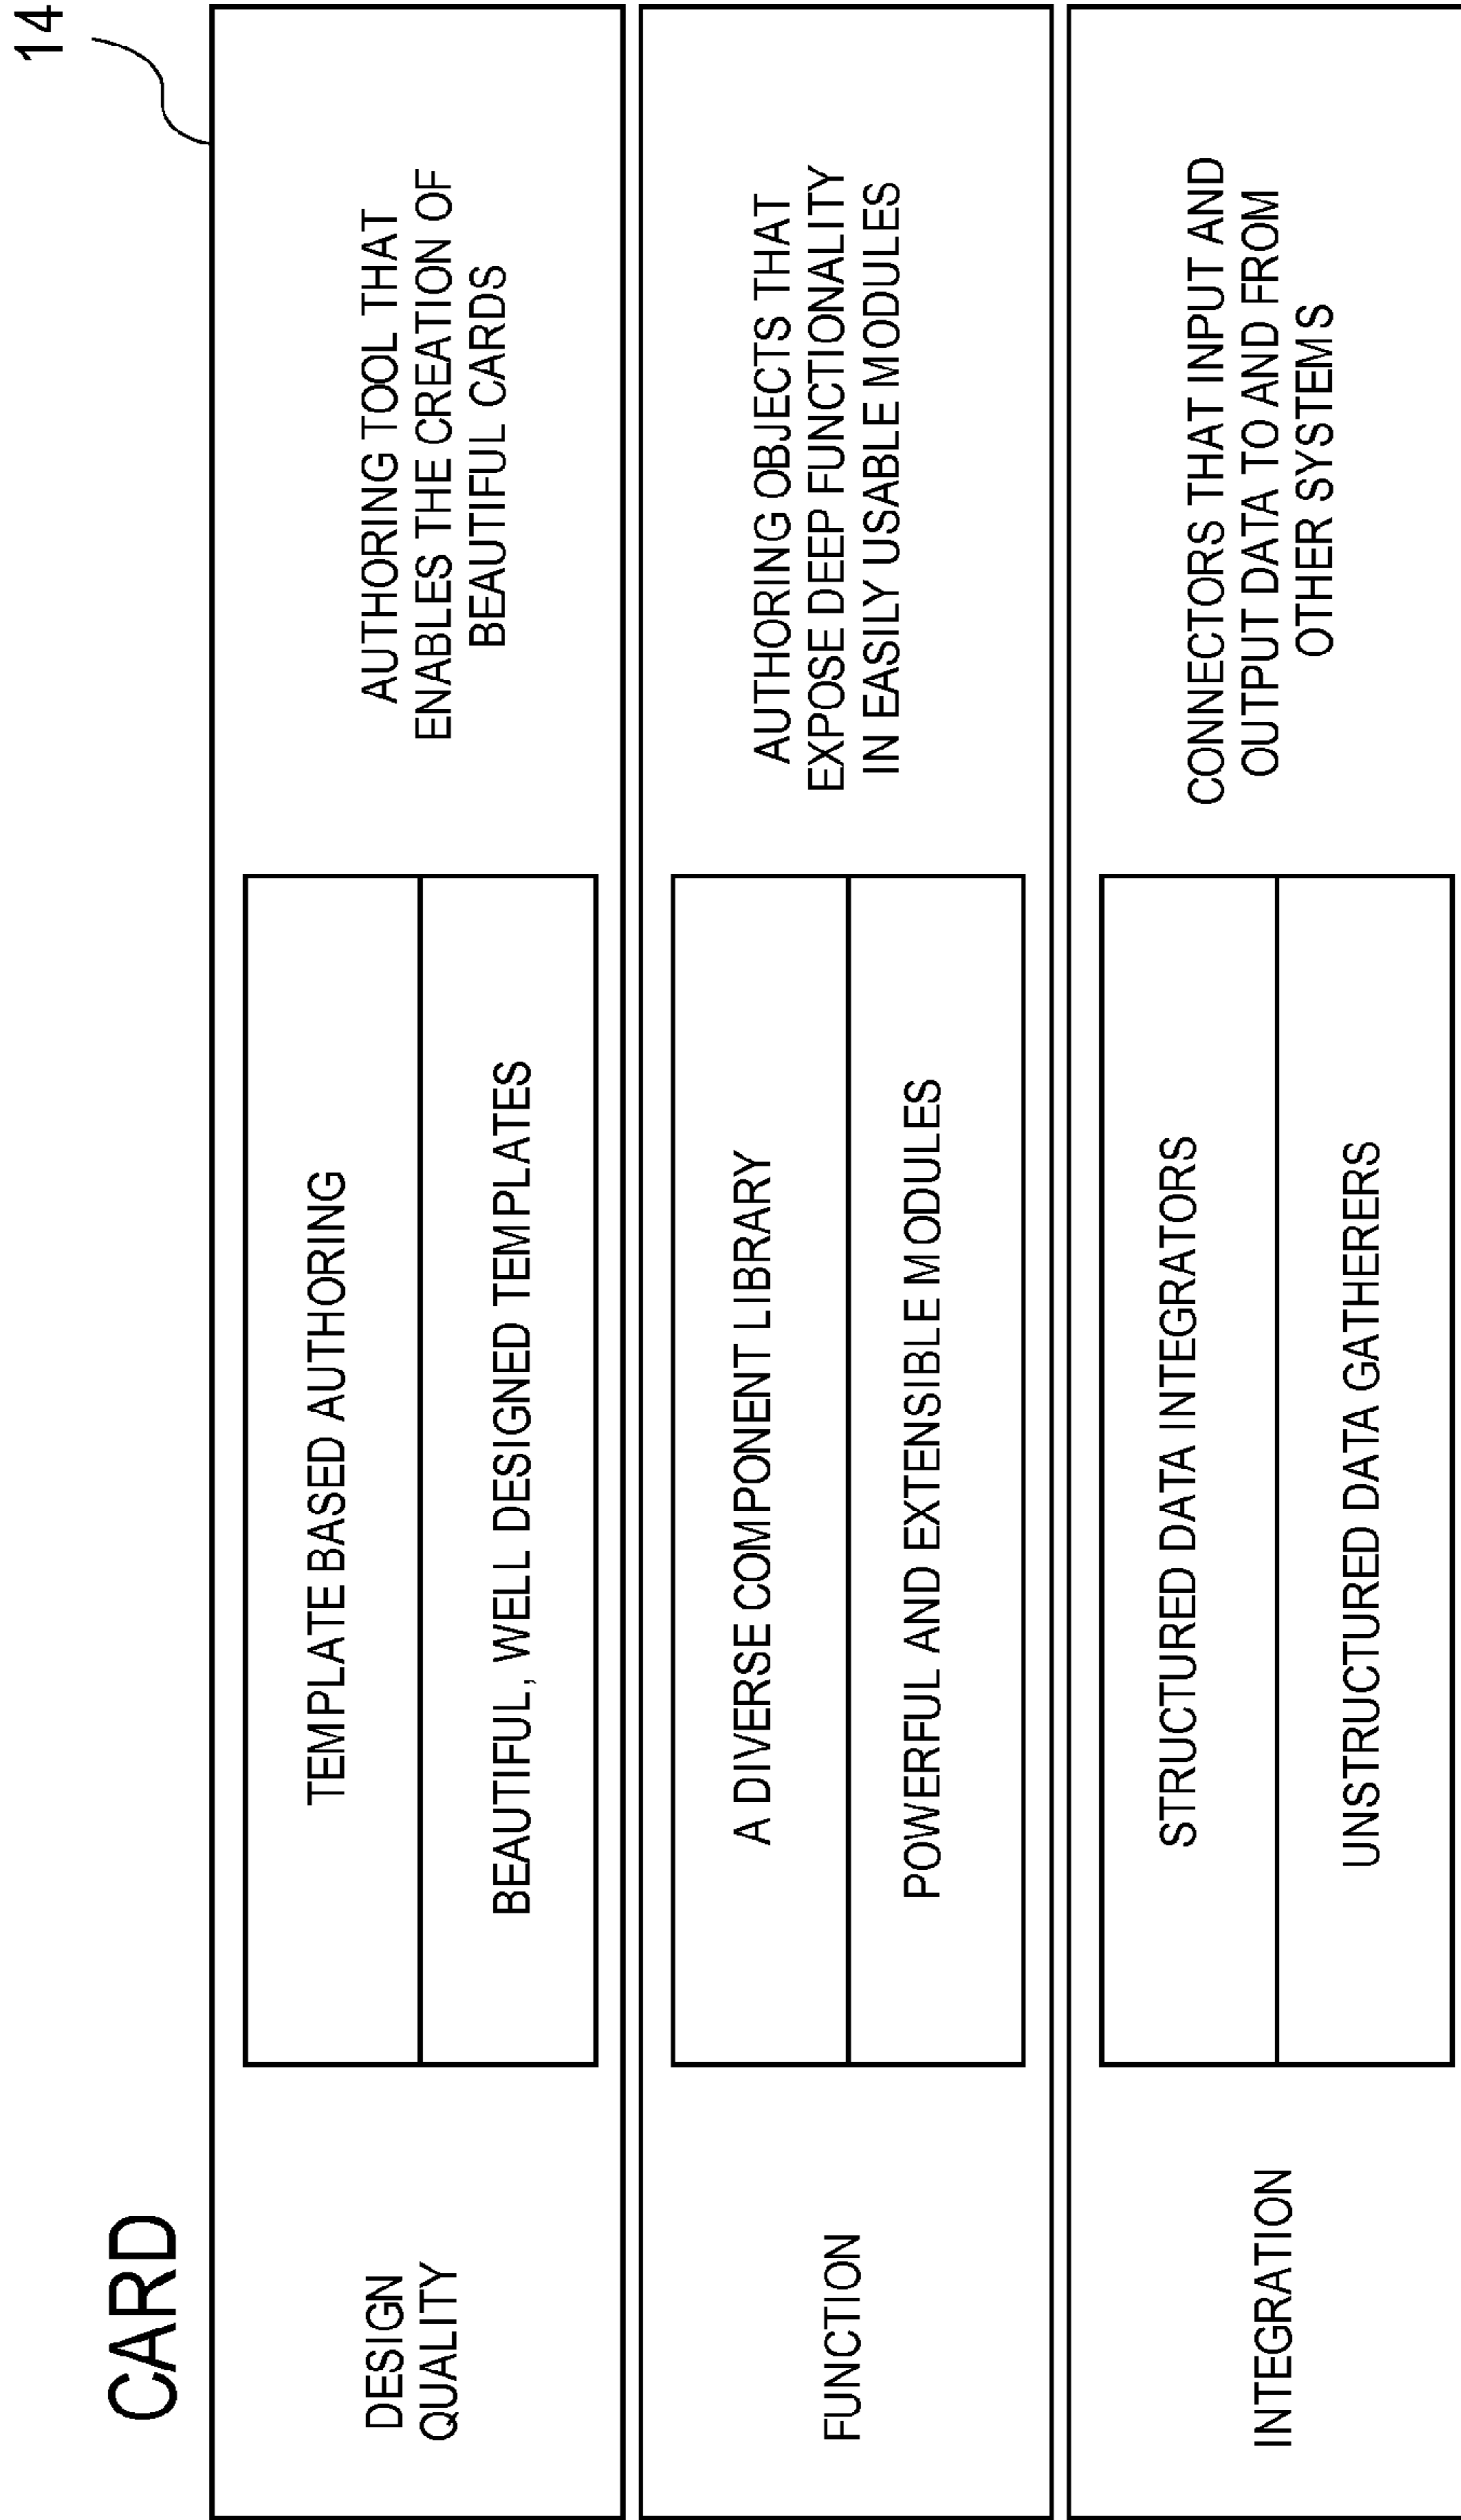 CARD
14
DESIGN
QUALITY
TEMPLATE BASED AUTHORING
BEAUTIFUL, WELL DESIGNED TEMPLATES
AUTHORING TOOL THAT
ENABLES THE CREATION OF
BEAUTIFUL CARDS
FUNCTION
A DIVERSE COMPONENT LIBRARY
POWERFUL AND EXTENSIBLE MODULES
AUTHORING OBJECTS THAT
EXPOSE DEEP FUNCTIONALITY
IN EASILY USABLE MODULES
INTEGRATION
STRUCTURED DATA INTEGRATORS
UNSTRUCTURED DATA GATHERERS
CONNECTORS THAT INPUT AND
OUTPUT DATA TO AND FROM
OTHER SYSTEMS